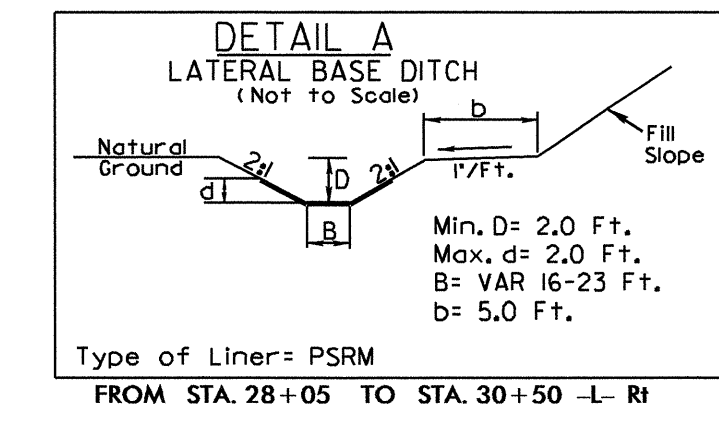 DETAIL A
LATERAL BASE DITCH
(Not to Scale)
b
Natural
Ground
2:1
D
2:1
1"/Ft.
Fill
Slope
d
B
Min. D= 2.0 Ft.
Max. d= 2.0 Ft.
B= VAR 16-23 Ft.
b= 5.0 Ft.
Type of Liner= PSRM
FROM STA. 28+05 TO STA. 30+50 -L- Rt